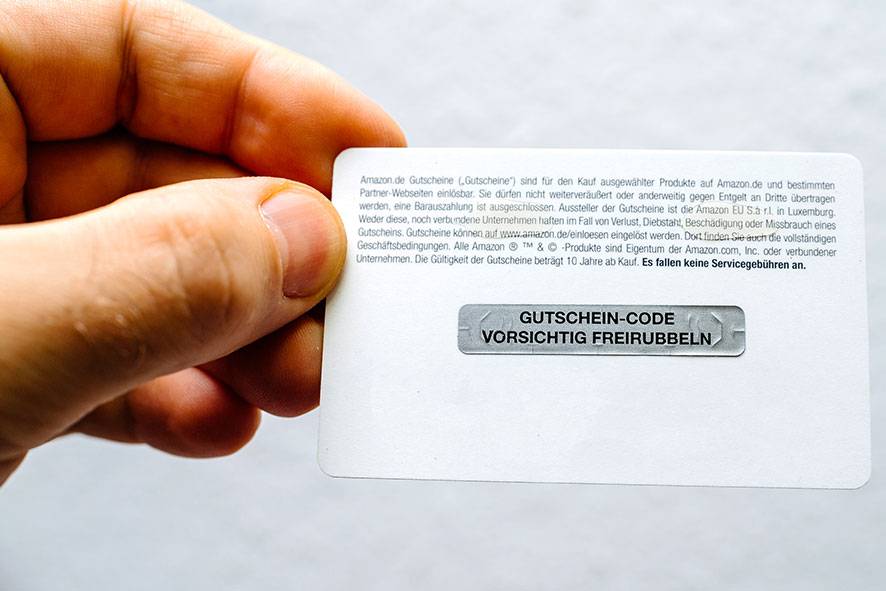 Amazon.de Gutscheine („Gutscheine“) sind für den Kauf ausgewählter Produkte auf Amazon.de und bestimmten
Partner-Webseiten einlösbar. Sie dürfen nicht weiterveräußert oder anderweitig gegen Entgelt an Dritte übertragen
werden, eine Barauszahlung ist ausgeschlossen. Aussteller der Gutscheine ist die Amazon EU S.à r.l. in Luxemburg.
Weder diese, noch verbundene Unternehmen haften im Fall von Verlust, Diebstahl, Beschädigung oder Missbrauch eines
Gutscheins. Gutscheine können auf www.amazon.de/einloesen eingelöst werden. Dort finden Sie auch die vollständigen
Geschäftsbedingungen. Alle Amazon ® ™ & © -Produkte sind Eigentum der Amazon.com, Inc. oder verbundener
Unternehmen. Die Gültigkeit der Gutscheine beträgt 10 Jahre ab Kauf. Es fallen keine Servicegebühren an.
GUTSCHEIN-CODE
VORSICHTIG FREIRUBBELN